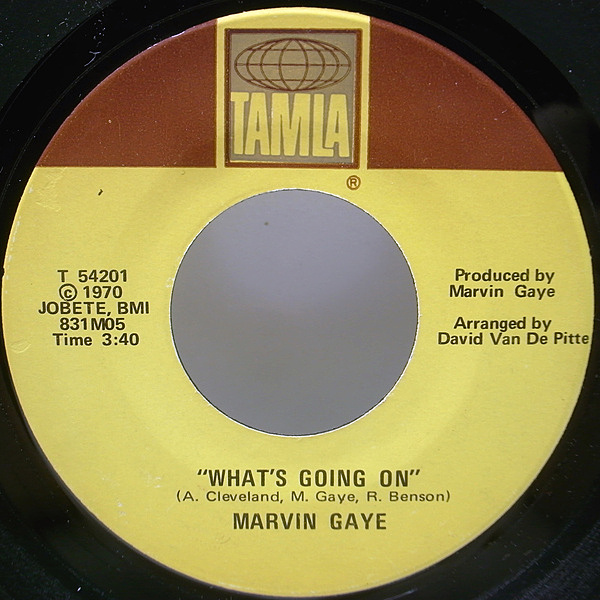 TAMLA
®
T 54201
© 1970
JOBETE, BMI
831M05
Time 3:40
Produced by
Marvin Gaye
Arranged by
David Van De Pitte
"WHAT'S GOING ON"
(A. Cleveland, M. Gaye, R. Benson)
MARVIN GAYE